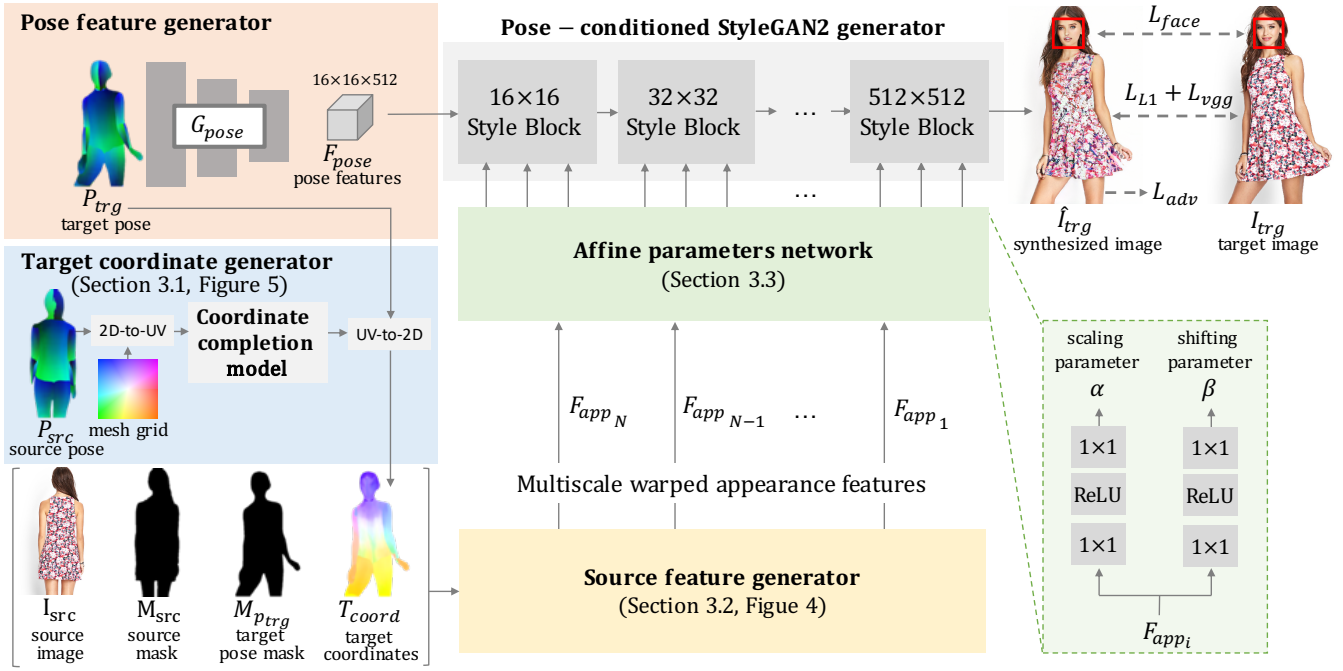 Pose feature generator
P_trg
target pose
G_pose
16×16×512
F_pose
pose features
Pose – conditioned StyleGAN2 generator
16×16
Style Block
32×32
Style Block
...
512×512
Style Block
...
L_face
L_L1 + L_vgg
L_adv
Î_trg
synthesized image
I_trg
target image
Target coordinate generator
(Section 3.1, Figure 5)
P_src
source pose
2D-to-UV
mesh grid
Coordinate
completion
model
UV-to-2D
Affine parameters network
(Section 3.3)
F_app_N
F_app_N−1
...
F_app_1
Multiscale warped appearance features
Source feature generator
(Section 3.2, Figue 4)
I_src
source
image
M_src
source
mask
M_p_trg
target
pose mask
T_coord
target
coordinates
scaling
parameter
α
1×1
ReLU
1×1
shifting
parameter
β
1×1
ReLU
1×1
F_app_i